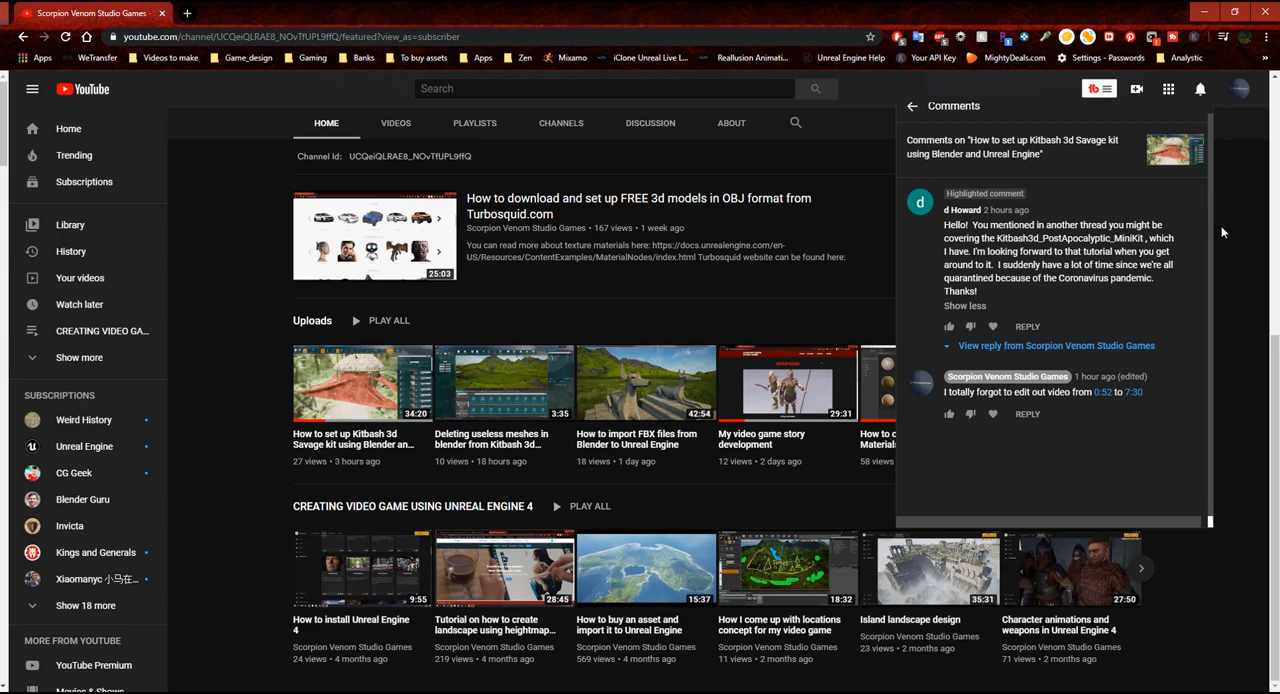 Scorpion Venom Studio Games -
youtube.com/channel/UCQeiQLRAE8_NOvTfUPL9ffQ/featured?view_as=subscriber
Apps
WeTransfer
Videos to make
Game_design
Gaming
Banks
To buy assets
Apps
Zen
Mixamo
iClone Unreal Live L...
Reallusion Animati...
Unreal Engine Help
Your API Key
MightyDeals.com
Settings - Passwords
Analystic
YouTube
Search
Home
Trending
Subscriptions
Library
History
Your videos
Watch later
CREATING VIDEO GA...
Show more
SUBSCRIPTIONS
Weird History
Unreal Engine
CG Geek
Blender Guru
Invicta
Kings and Generals
Xiaomanyc 小马在...
Show 18 more
MORE FROM YOUTUBE
YouTube Premium
Movies & Shows
HOME
VIDEOS
PLAYLISTS
CHANNELS
DISCUSSION
ABOUT
Channel Id: UCQeiQLRAE8_NOvTfUPL9ffQ
25:03
How to download and set up FREE 3d models in OBJ format from
Turbosquid.com
Scorpion Venom Studio Games • 167 views • 1 week ago
You can read more about texture materials here: https://docs.unrealengine.com/en-
US/Resources/ContentExamples/MaterialNodes/index.html Turbosquid website can be found here:
Uploads
PLAY ALL
34:20
How to set up Kitbash 3d
Savage kit using Blender an...
27 views • 3 hours ago
3:35
Deleting useless meshes in
blender from Kitbash 3d...
10 views • 18 hours ago
42:54
How to import FBX files from
Blender to Unreal Engine
18 views • 1 day ago
29:31
My video game story
development
12 views • 2 days ago
How to c
Materials
58 views
CREATING VIDEO GAME USING UNREAL ENGINE 4
PLAY ALL
9:55
How to install Unreal Engine
4
Scorpion Venom Studio Games
24 views • 4 months ago
28:45
Tutorial on how to create
landscape using heightmap...
Scorpion Venom Studio Games
219 views • 4 months ago
15:37
How to buy an asset and
import it to Unreal Engine
Scorpion Venom Studio Games
569 views • 4 months ago
18:32
How I come up with locations
concept for my video game
Scorpion Venom Studio Games
11 views • 2 months ago
35:31
Island landscape design
Scorpion Venom Studio Games
23 views • 2 months ago
27:50
Character animations and
weapons in Unreal Engine 4
Scorpion Venom Studio Games
71 views • 2 months ago
Comments
Comments on "How to set up Kitbash 3d Savage kit
using Blender and Unreal Engine"
Highlighted comment
d Howard 2 hours ago
Hello! You mentioned in another thread you might be
covering the Kitbash3d_PostApocalyptic_MiniKit , which
I have. I'm looking forward to that tutorial when you get
around to it. I suddenly have a lot of time since we're all
quarantined because of the Coronavirus pandemic.
Thanks!
Show less
REPLY
View reply from Scorpion Venom Studio Games
Scorpion Venom Studio Games 1 hour ago (edited)
I totally forgot to edit out video from 0:52 to 7:30
REPLY